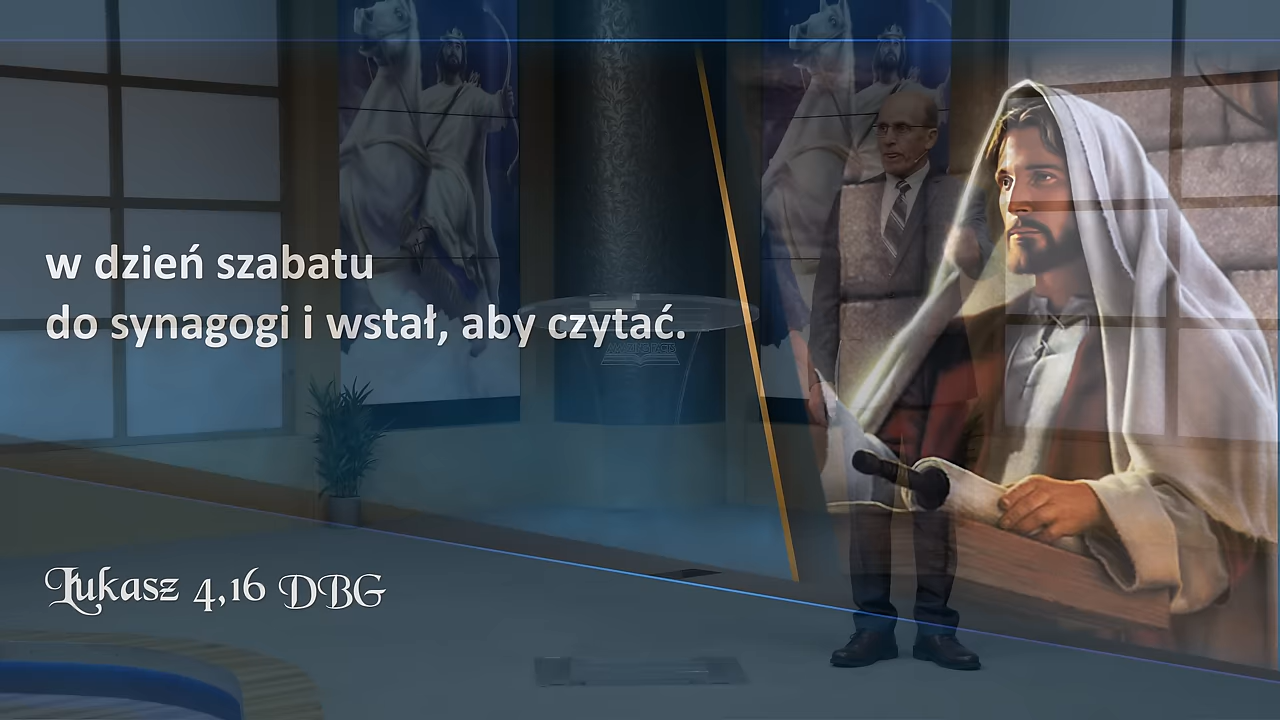 w dzień szabatu
do synagogi i wstał, aby czytać.
Łukasz 4,16 DBG